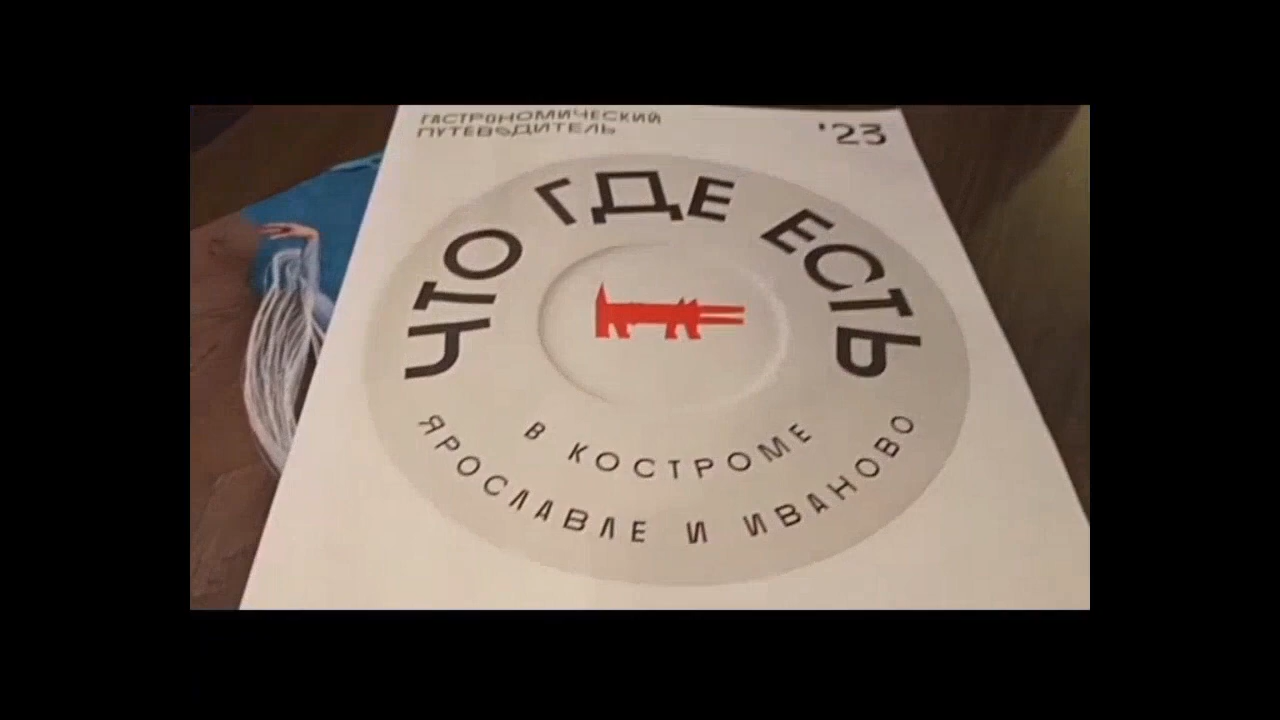 ГАСТРОНОМИЧЕСКИЙ
ПУТЕВОДИТЕЛЬ
'23
ЧТО ГДЕ ЕСТЬ
В КОСТРОМЕ
ЯРОСЛАВЛЕ И ИВАНОВО